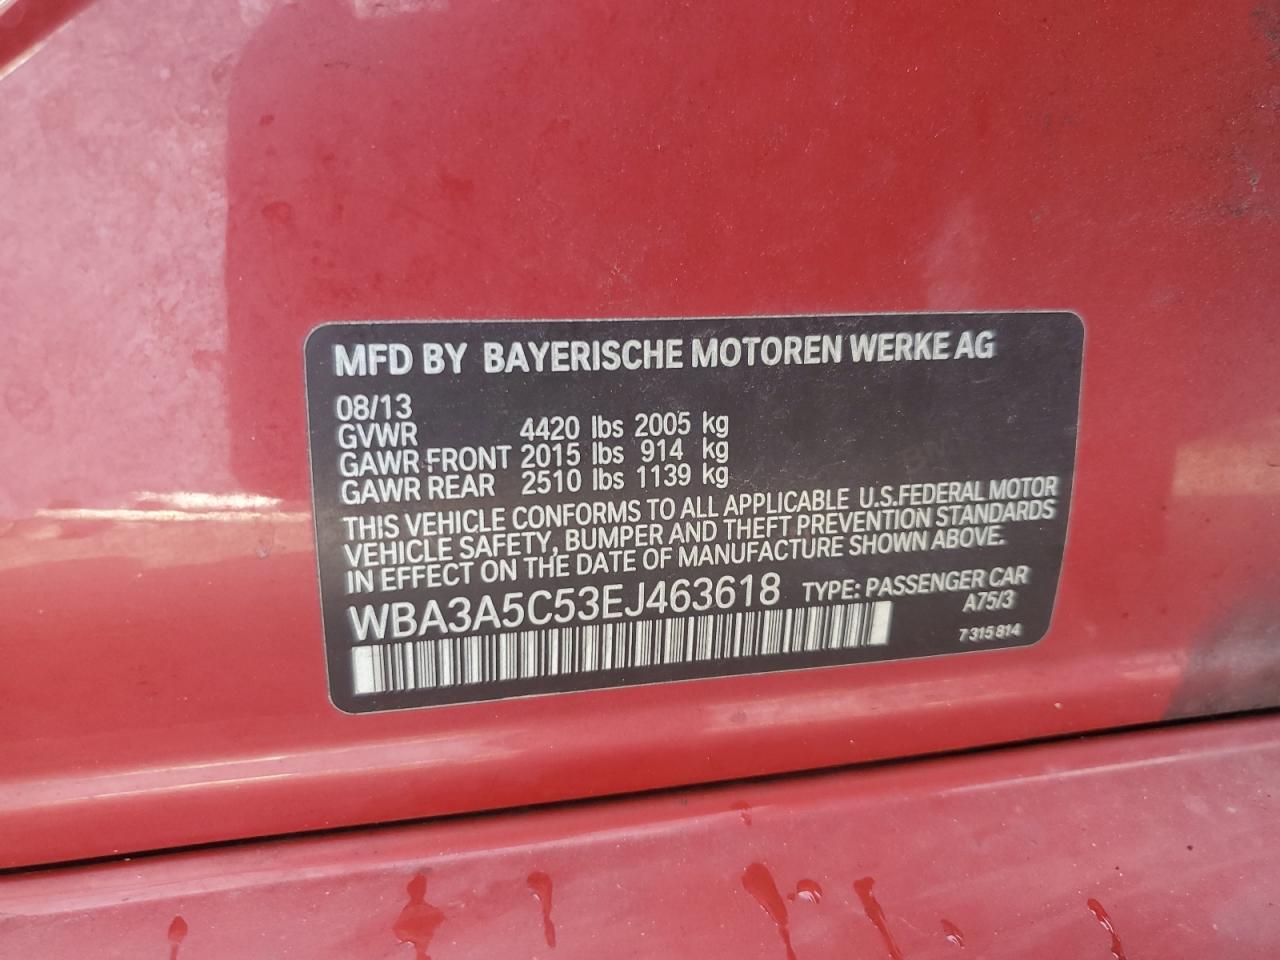 MFD BY BAYERISCHE MOTOREN WERKE AG
08/13
GVWR 4420 lbs 2005 kg
GAWR FRONT 2015 lbs 914 kg
GAWR REAR 2510 lbs 1139 kg
THIS VEHICLE CONFORMS TO ALL APPLICABLE U.S.FEDERAL MOTOR
VEHICLE SAFETY, BUMPER AND THEFT PREVENTION STANDARDS
IN EFFECT ON THE DATE OF MANUFACTURE SHOWN ABOVE.
WBA3A5C53EJ463618 TYPE: PASSENGER CAR
A75/3
7 315 814